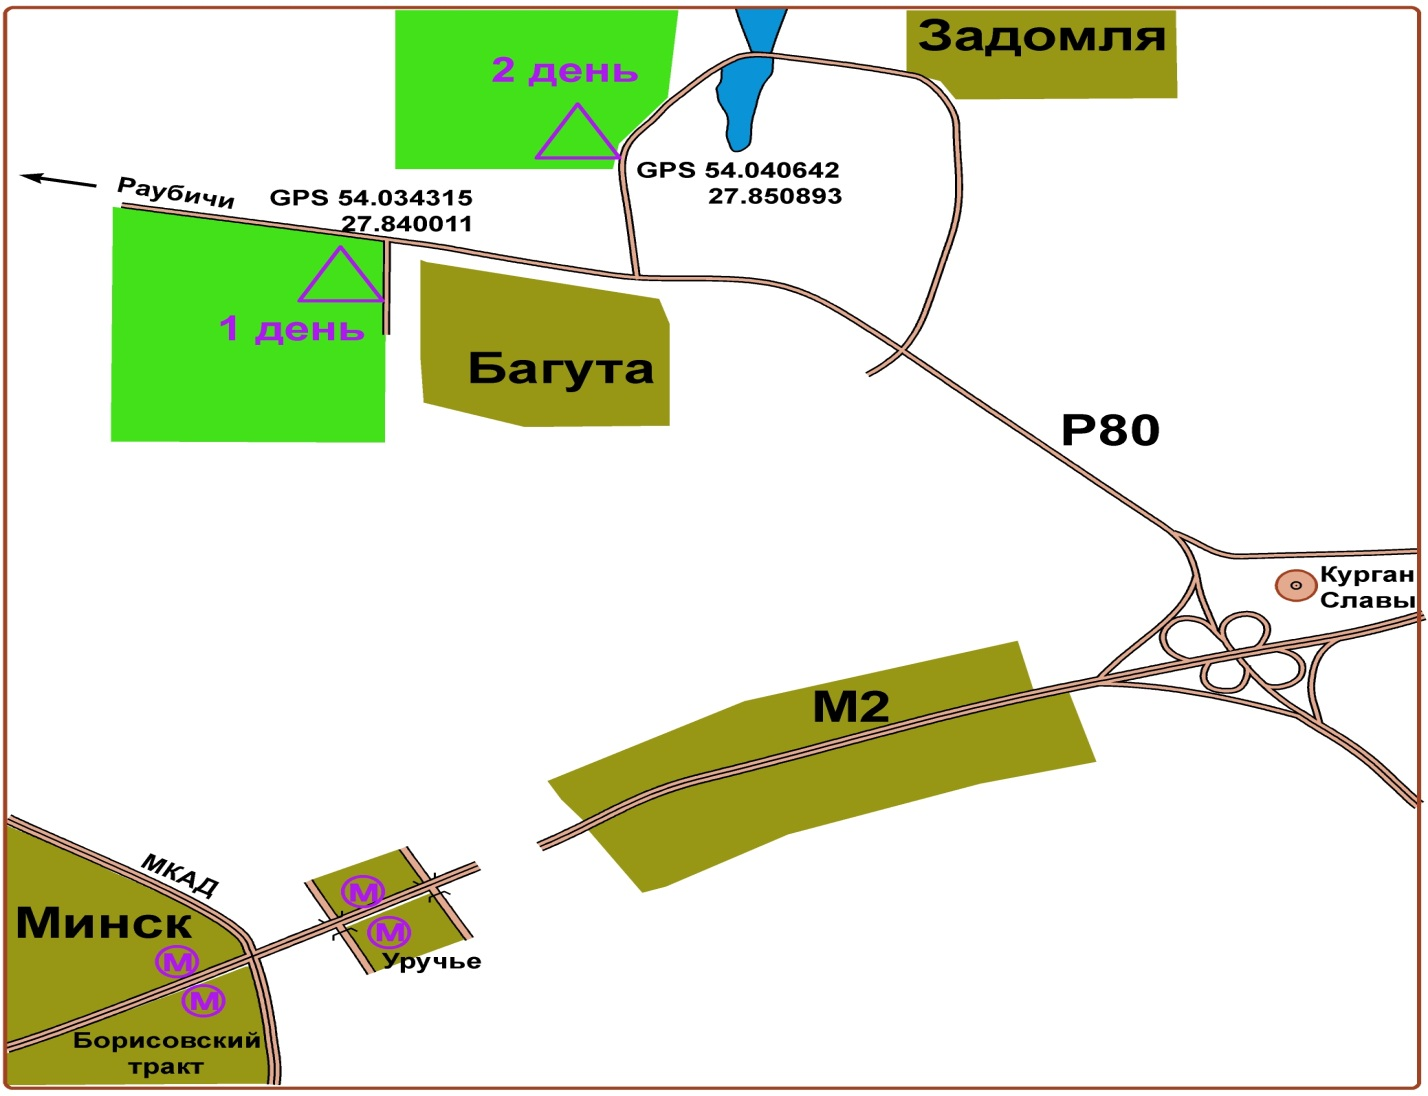 Задомля
2 день
GPS 54.040642
27.850893
Раубичи
GPS 54.034315
27.840011
1 день
Багута
Р80
Курган
Славы
М2
МКАД
М
М
Уручье
Минск
М
М
Борисовский
тракт